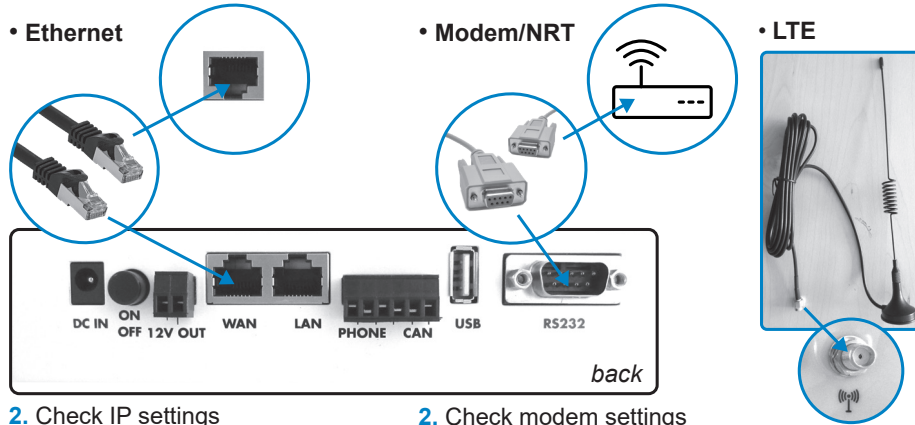 • Ethernet
• Modem/NRT
• LTE
DC IN
ON
OFF
12V OUT
WAN
LAN
PHONE
CAN
USB
RS232
back
2. Check IP settings
2. Check modem settings